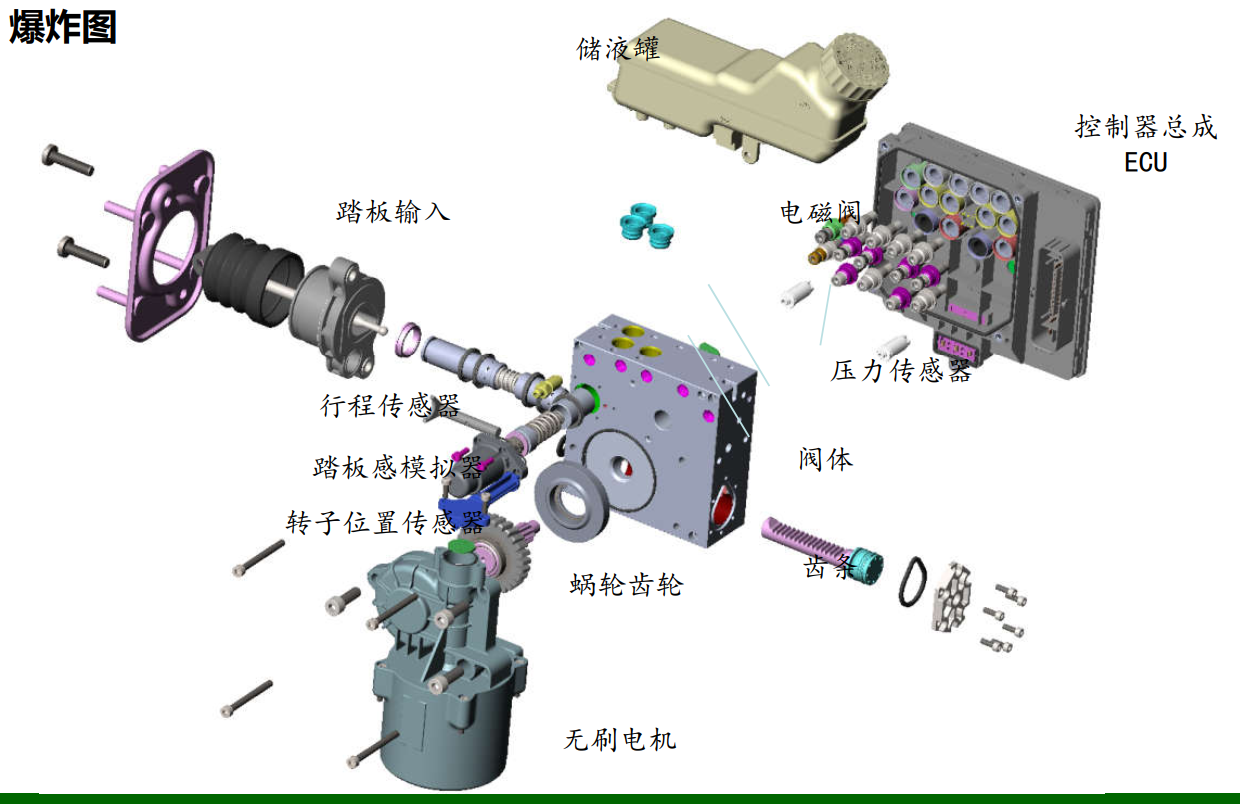 爆炸图
储液罐
控制器总成
ECU
踏板输入
电磁阀
压力传感器
行程传感器
阀体
踏板感模拟器
转子位置传感器
齿条
蜗轮齿轮
无刷电机